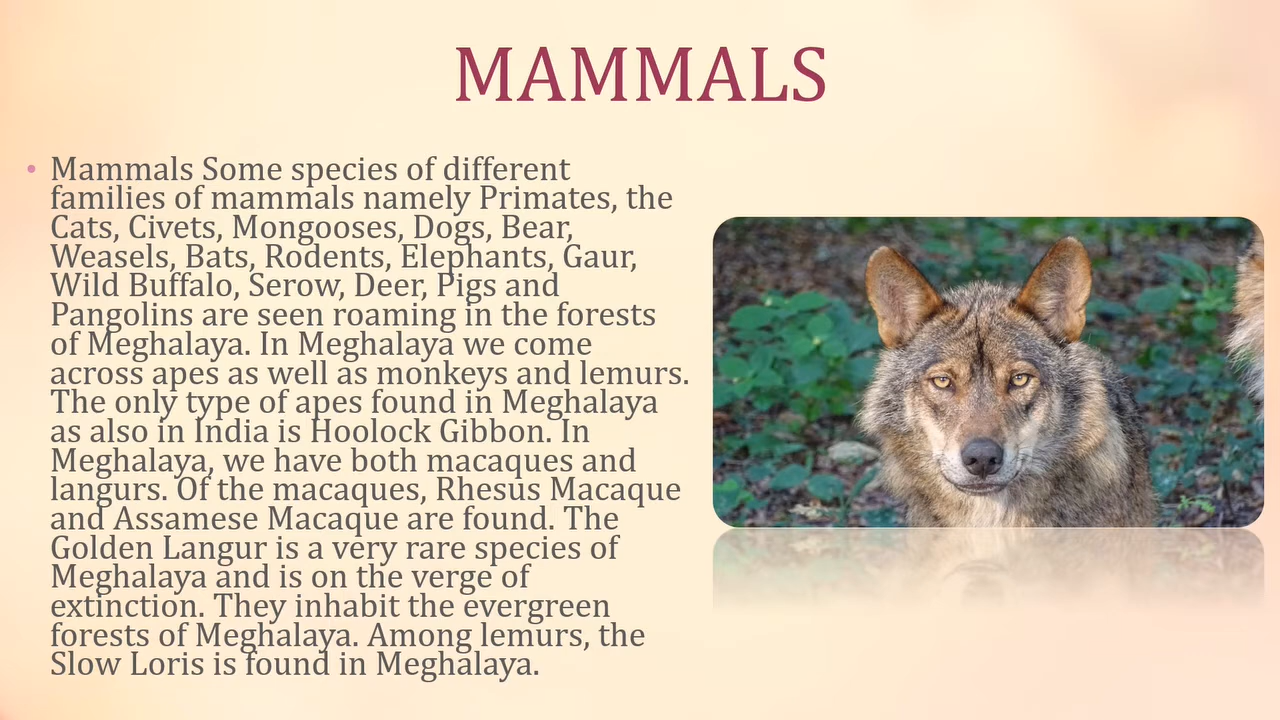 MAMMALS
• Mammals Some species of different
families of mammals namely Primates, the
Cats, Civets, Mongooses, Dogs, Bear,
Weasels, Bats, Rodents, Elephants, Gaur,
Wild Buffalo, Serow, Deer, Pigs and
Pangolins are seen roaming in the forests
of Meghalaya. In Meghalaya we come
across apes as well as monkeys and lemurs.
The only type of apes found in Meghalaya
as also in India is Hoolock Gibbon. In
Meghalaya, we have both macaques and
langurs. Of the macaques, Rhesus Macaque
and Assamese Macaque are found. The
Golden Langur is a very rare species of
Meghalaya and is on the verge of
extinction. They inhabit the evergreen
forests of Meghalaya. Among lemurs, the
Slow Loris is found in Meghalaya.